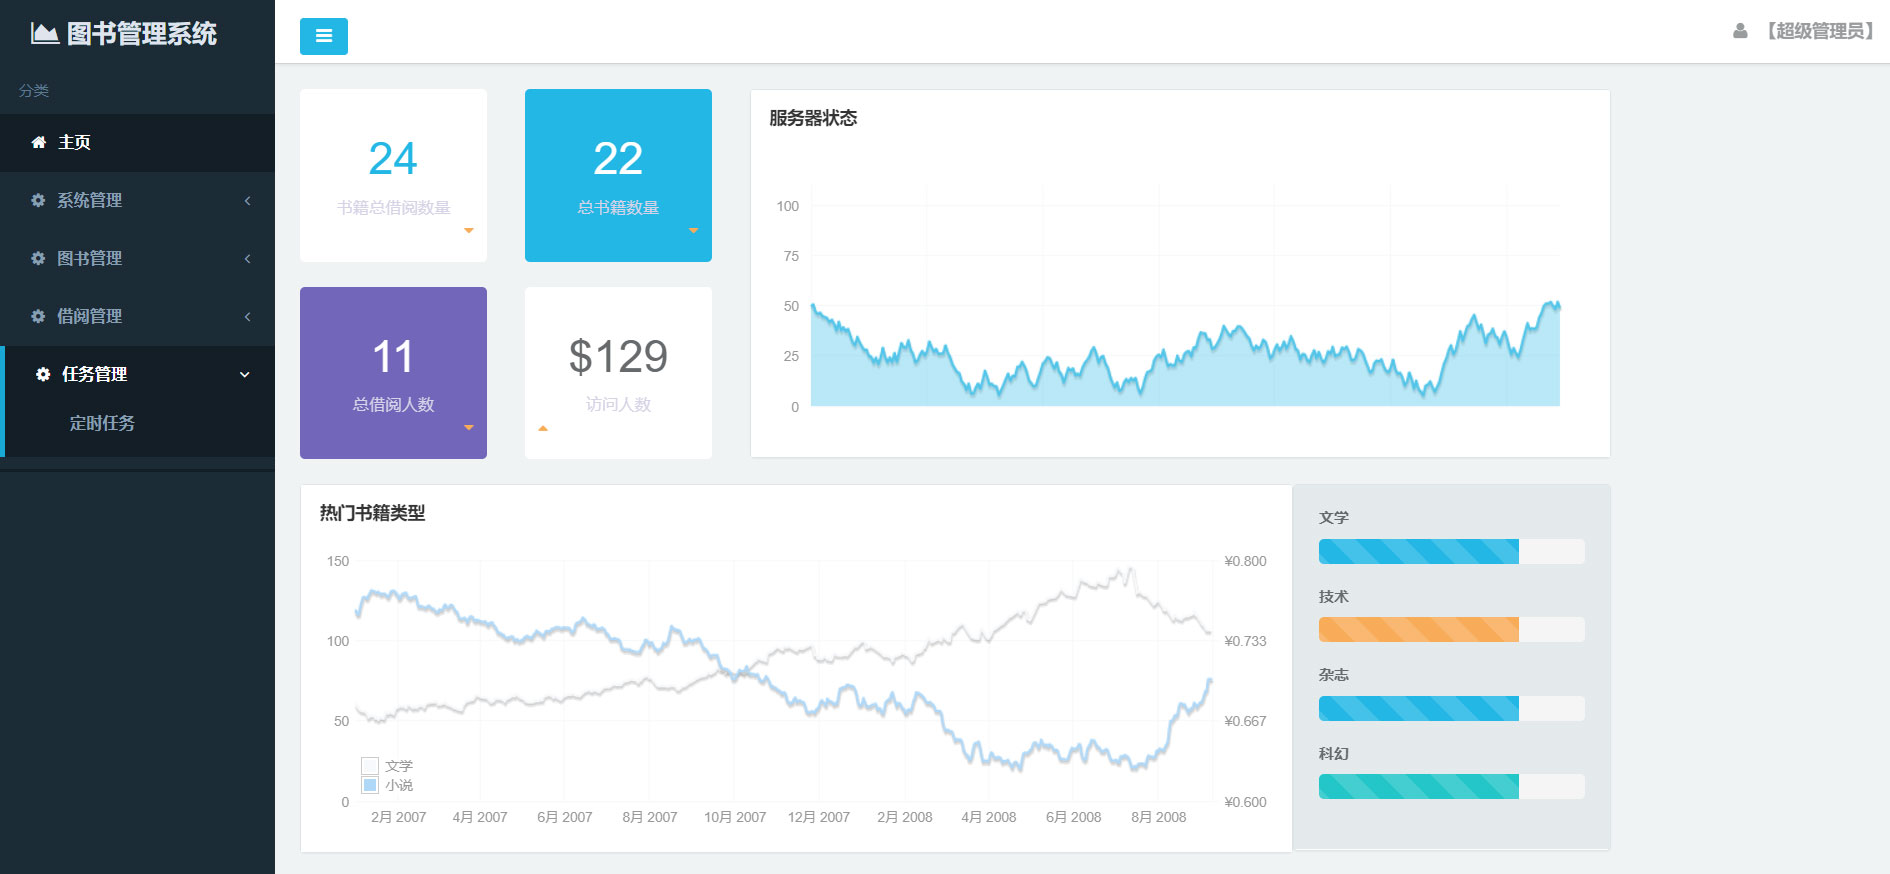 图书管理系统
【超级管理员】
分类
主页
系统管理
图书管理
借阅管理
任务管理
定时任务
24
书籍总借阅数量
22
总书籍数量
11
总借阅人数
$129
访问人数
服务器状态
100
75
50
25
0
热门书籍类型
150
100
50
0
¥0.800
¥0.733
¥0.667
¥0.600
文学
小说
2月 2007
4月 2007
6月 2007
8月 2007
10月 2007
12月 2007
2月 2008
4月 2008
6月 2008
8月 2008
文学
技术
杂志
科幻